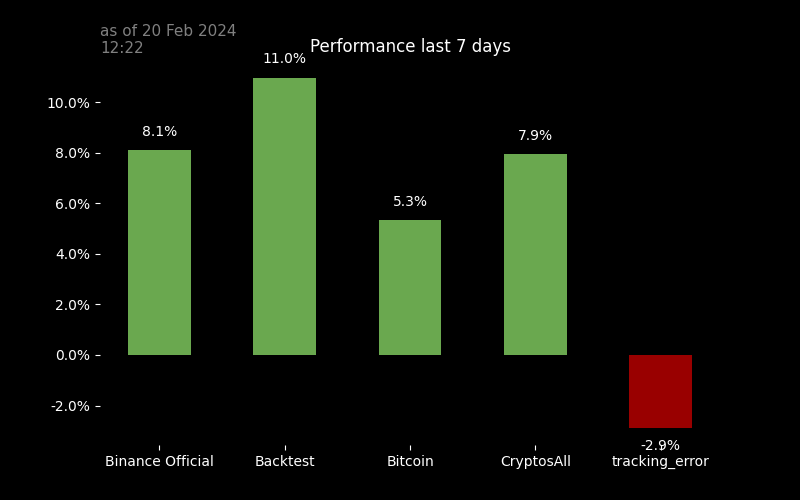 as of 20 Feb 2024
12:22
Performance last 7 days
11.0%
10.0%
8.1%
7.9%
8.0%
6.0%
5.3%
4.0%
2.0%
0.0%
-2.0%
-2.9%
Binance Official
Backtest
Bitcoin
CryptosAll
tracking_error